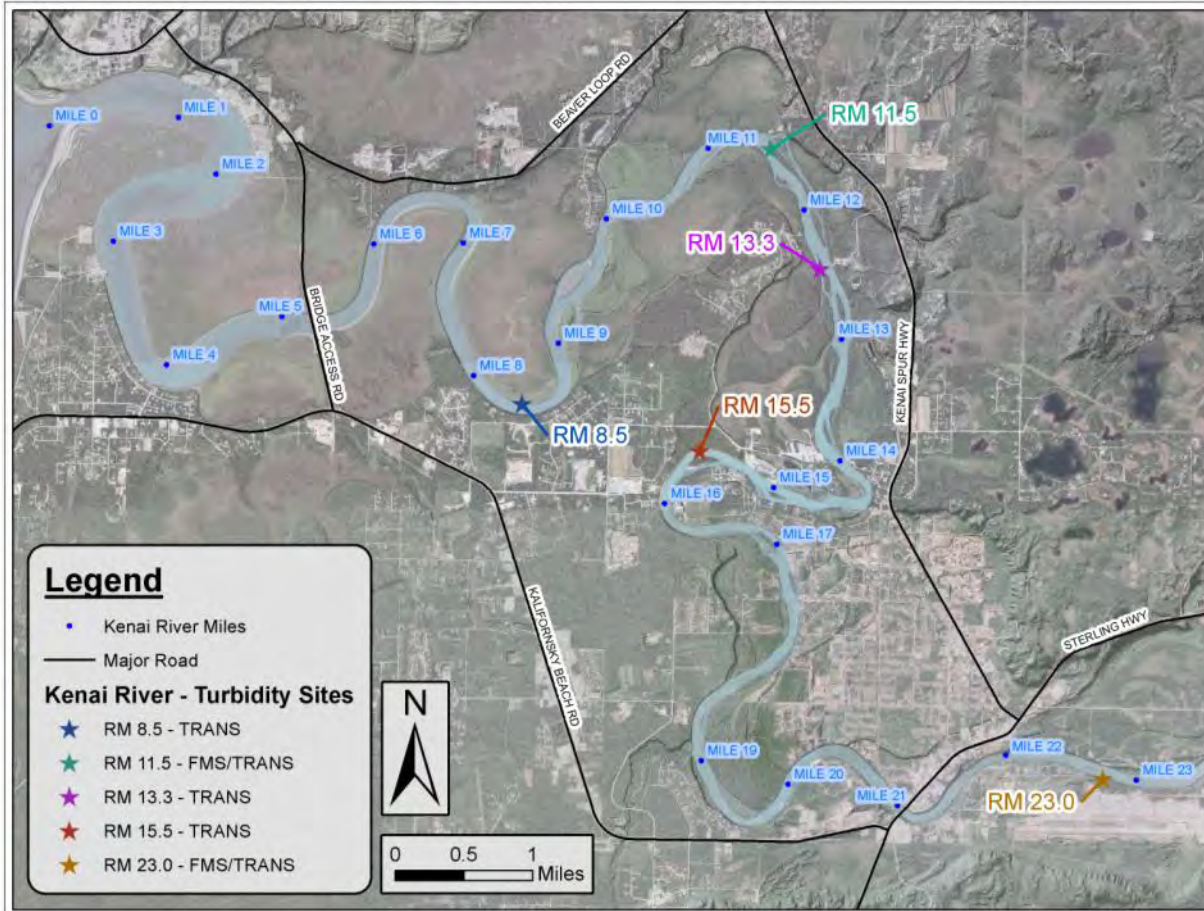 MILE 0
MILE 1
MILE 2
MILE 3
MILE 4
MILE 5
MILE 6
MILE 7
MILE 8
MILE 9
MILE 10
MILE 11
MILE 12
MILE 13
MILE 14
MILE 15
MILE 16
MILE 17
MILE 19
MILE 20
MILE 21
MILE 22
MILE 23
BEAVER LOOP RD
BRIDGE ACCESS RD
KENAI SPUR HWY
KALIFORNSKY BEACH RD
STERLING HWY
RM 11.5
RM 13.3
RM 15.5
RM 8.5
RM 23.0
Legend
Kenai River Miles
Major Road
Kenai River - Turbidity Sites
RM 8.5 - TRANS
RM 11.5 - FMS/TRANS
RM 13.3 - TRANS
RM 15.5 - TRANS
RM 23.0 - FMS/TRANS
N
0 0.5 1
Miles